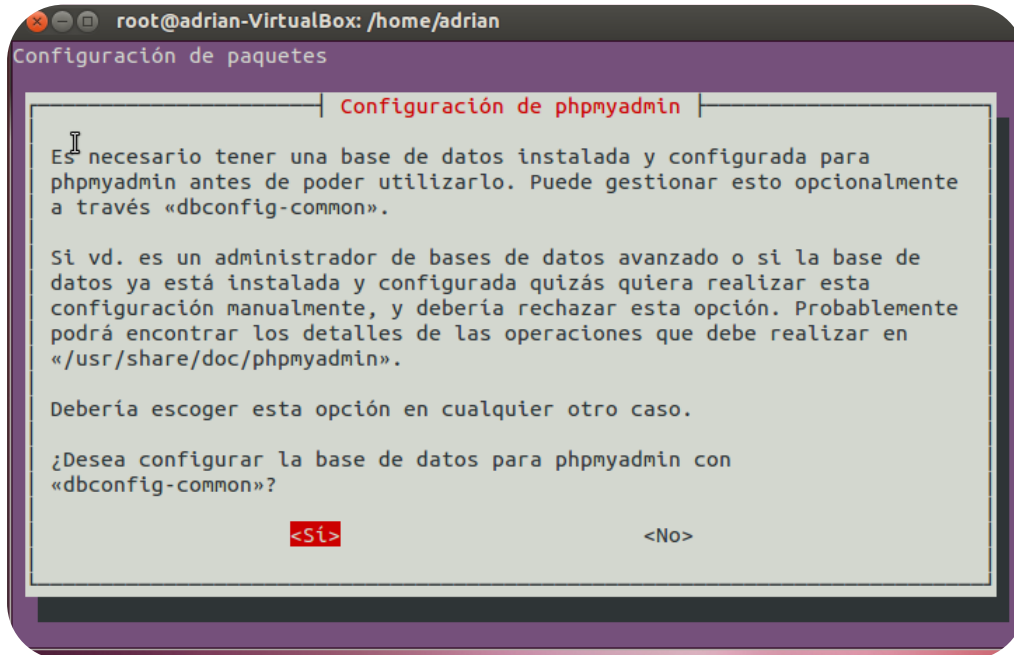 root@adrian-VirtualBox: /home/adrian
Configuración de paquetes
Configuración de phpmyadmin
Es necesario tener una base de datos instalada y configurada para
phpmyadmin antes de poder utilizarlo. Puede gestionar esto opcionalmente
a través «dbconfig-common».
Si vd. es un administrador de bases de datos avanzado o si la base de
datos ya está instalada y configurada quizás quiera realizar esta
configuración manualmente, y debería rechazar esta opción. Probablemente
podrá encontrar los detalles de las operaciones que debe realizar en
«/usr/share/doc/phpmyadmin».
Debería escoger esta opción en cualquier otro caso.
¿Desea configurar la base de datos para phpmyadmin con
«dbconfig-common»?
<Sí> <No>